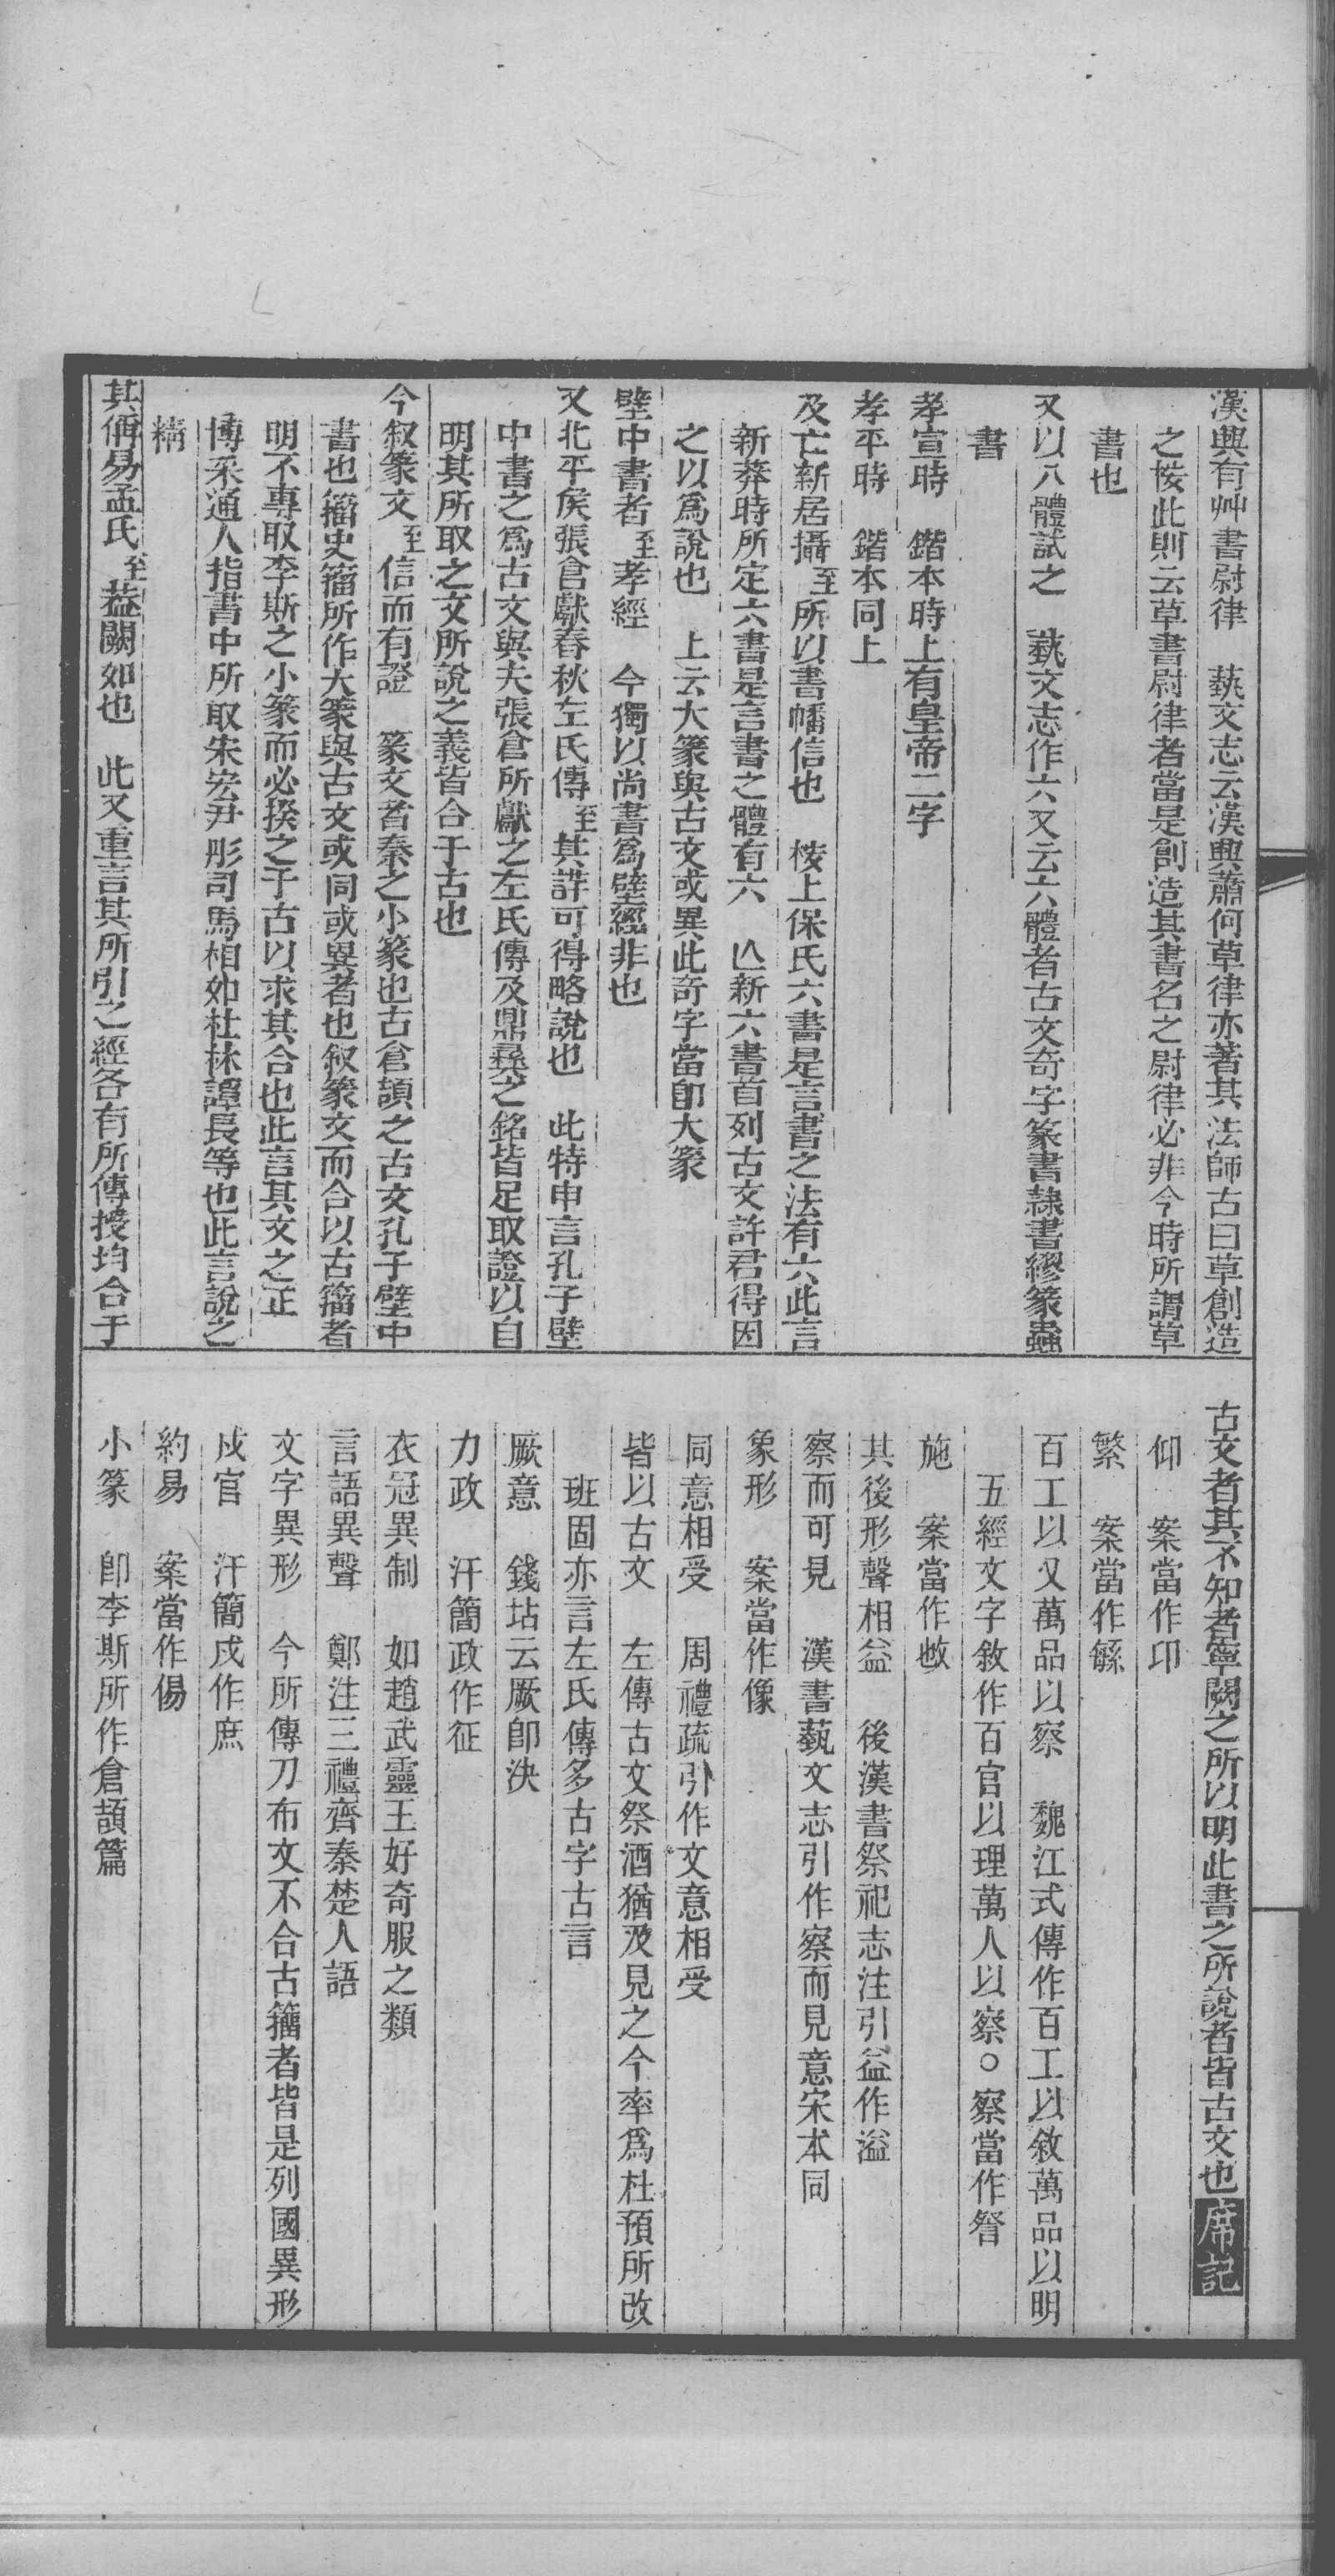 漢興有艸書尉律　藝文志云漢興蕭何草律亦著其法師古曰草創造
之桉此則云草書尉律者當是創造其書名之尉律必非今時所謂草
書也
又以八體試之　藝文志作六又云六體者古文奇字篆書隸書繆篆蟲
書
孝宣時　鍇本時上有皇帝二字
孝平時　鍇本同上
及亡新居攝至所以書幡信也　桉上保氏六書是言書之法有六此言
新莽時所定六書是言書之體有六　亾新六書首列古文許君得因
之以爲說也　上云大篆與古文或異此奇字當卽大篆
壁中書者至孝經　今獨以尚書爲壁經非也
又北平侯張倉獻春秋左氏傳至其詳可得略說也　此特申言孔子壁
中書之爲古文與夫張倉所獻之左氏傳及鼎彝之銘皆足取證以自
明其所取之文所說之義皆合于古也
今叙篆文至信而有證　篆文者秦之小篆也古倉頡之古文孔子壁中
書也籒史籒所作大篆與古文或同或異者也叙篆文而合以古籒者
明不專取李斯之小篆而必揆之于古以求其合也此言其文之正
博采通人指書中所取宋宏尹彤司馬相如杜林譚長等也此言說之
精
其偁易孟氏至葢闕如也　此又重言其所引之經各有所傳授均合于
古文者其不知者寧闕之所以明此書之所說者皆古文也席記
仰　案當作卬
繁　案當作緐
百工以乂萬品以察　魏江式傳作百工以敘萬品以明
五經文字敘作百官以理萬人以察○察當作詧
施　案當作㪅
其後形聲相益　後漢書祭祀志注引益作溢
察而可見　漢書藝文志引作察而見意宋本同
象形　案當作像
同意相受　周禮疏引作文意相受
皆以古文　左傳古文祭酒猶及見之今率爲杜預所改
班固亦言左氏傳多古字古言
厥意　錢坫云厥卽決
力政　汗簡政作征
衣冠異制　如趙武靈王好奇服之類
言語異聲　鄭注三禮齊秦楚人語
文字異形　今所傳刀布文不合古籒者皆是列國異形
戍官　汗簡戍作庶
約易　案當作傷
小篆　卽李斯所作倉頡篇